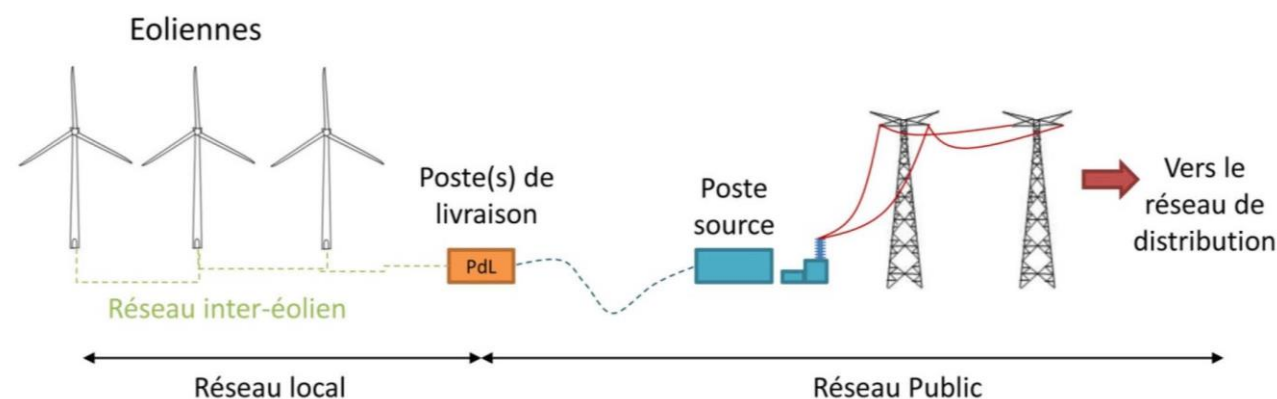 Eoliennes
Poste(s) de
livraison
PdL
Poste
source
Vers le
réseau de
distribution
Réseau inter-éolien
Réseau local
Réseau Public